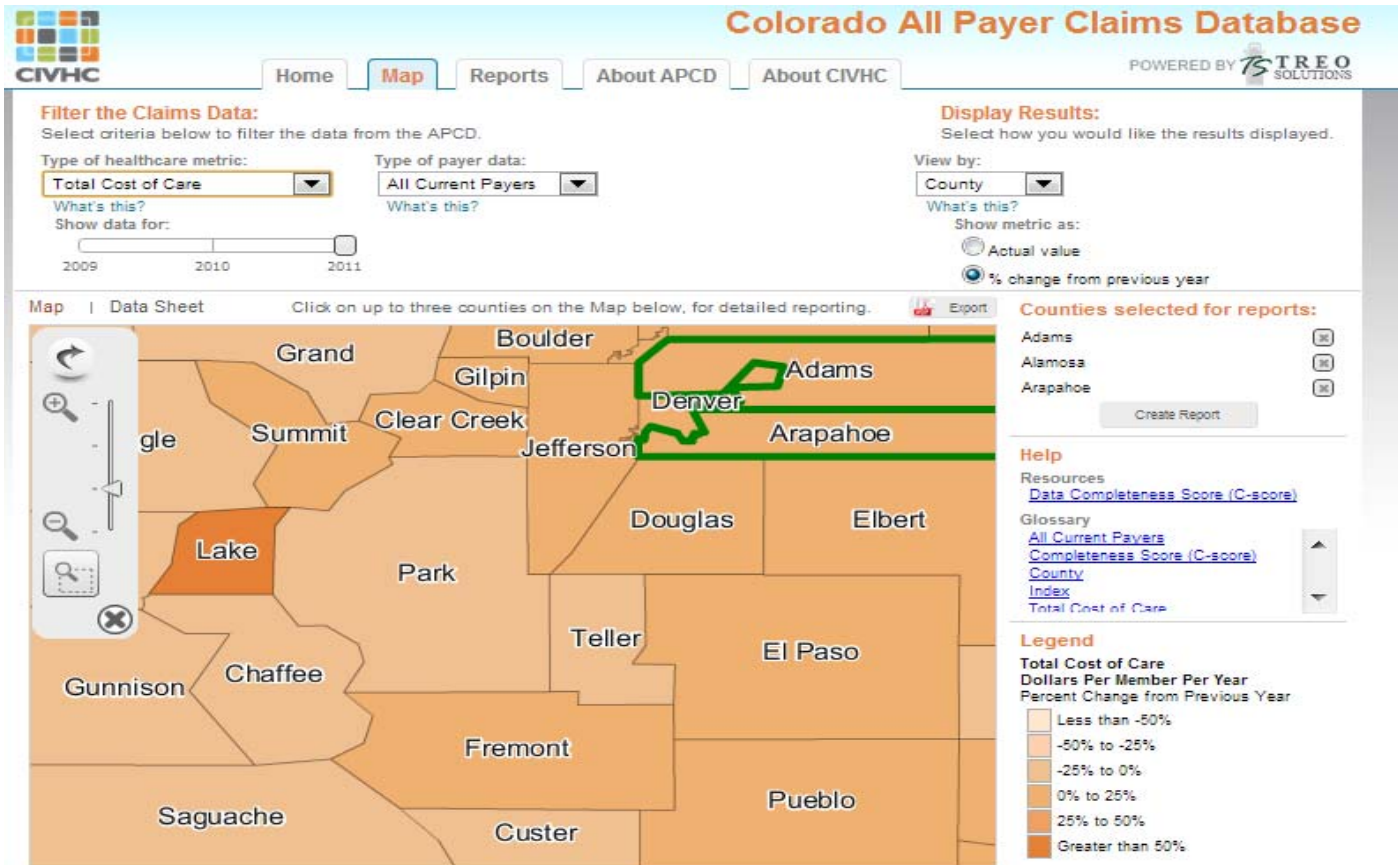 Colorado All Payer Claims Database
CIVHC
Home Map Reports About APCD About CIVHC
POWERED BY TS TREO SOLUTIONS
Filter the Claims Data:
Select criteria below to filter the data from the APCD.
Type of healthcare metric:
Total Cost of Care
What's this?
Type of payer data:
All Current Payers
What's this?
Show data for:
2009 2010 2011
Display Results:
Select how you would like the results displayed.
View by:
County
What's this?
Show metric as:
Actual value
% change from previous year
Map | Data Sheet Click on up to three counties on the Map below, for detailed reporting. Export
Grand
Boulder
Gilpin
Adams
Denver
gle
Summit
Clear Creek
Jefferson
Arapahoe
Douglas
Elbert
Lake
Park
Teller
El Paso
Gunnison
Chaffee
Fremont
Pueblo
Saguache
Custer
Counties selected for reports:
Adams
Alamosa
Arapahoe
Create Report
Help
Resources
Data Completeness Score (C-score)
Glossary
All Current Payers
Completeness Score (C-score)
County
Index
Total Cost of Care
Legend
Total Cost of Care
Dollars Per Member Per Year
Percent Change from Previous Year
Less than -50%
-50% to -25%
-25% to 0%
0% to 25%
25% to 50%
Greater than 50%